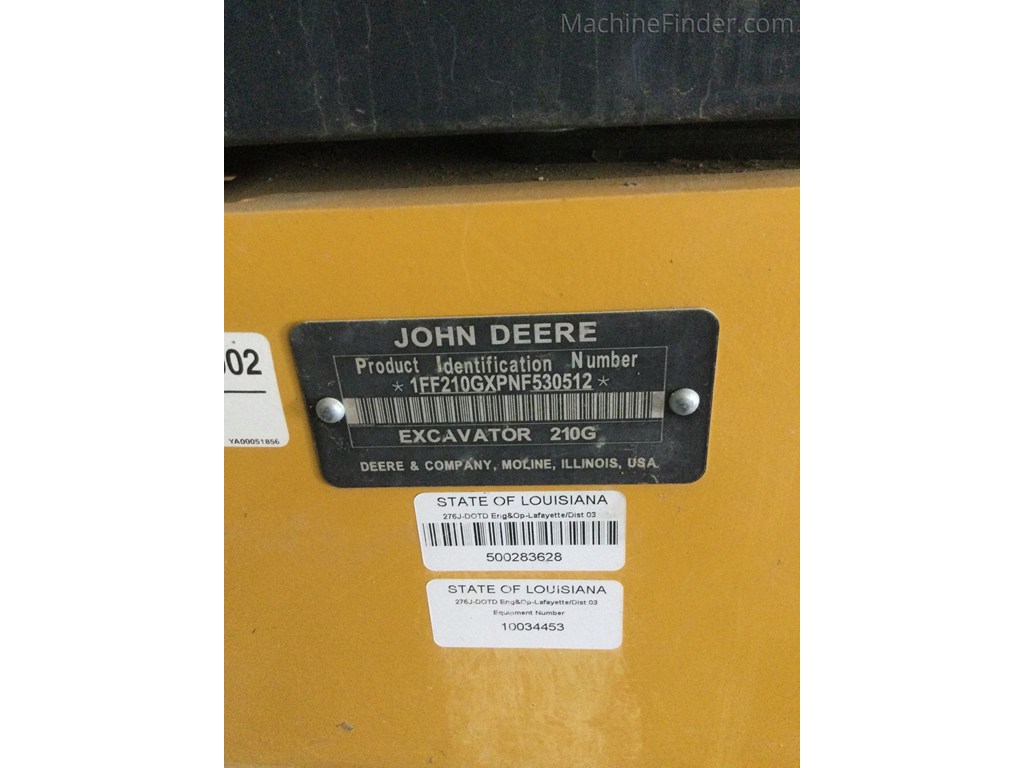 MachineFinder.com
JOHN DEERE
Product Identification Number
*1FF210GXPNF530512*
EXCAVATOR 210G
DEERE & COMPANY, MOLINE, ILLINOIS, USA
02
YA00051856
STATE OF LOUISIANA
276J-DOTD Eng&Op-Lafayette/Dist 03
500283628
STATE OF LOUISIANA
276J-DOTD Eng&Op-Lafayette/Dist 03
Equipment Number
10034453